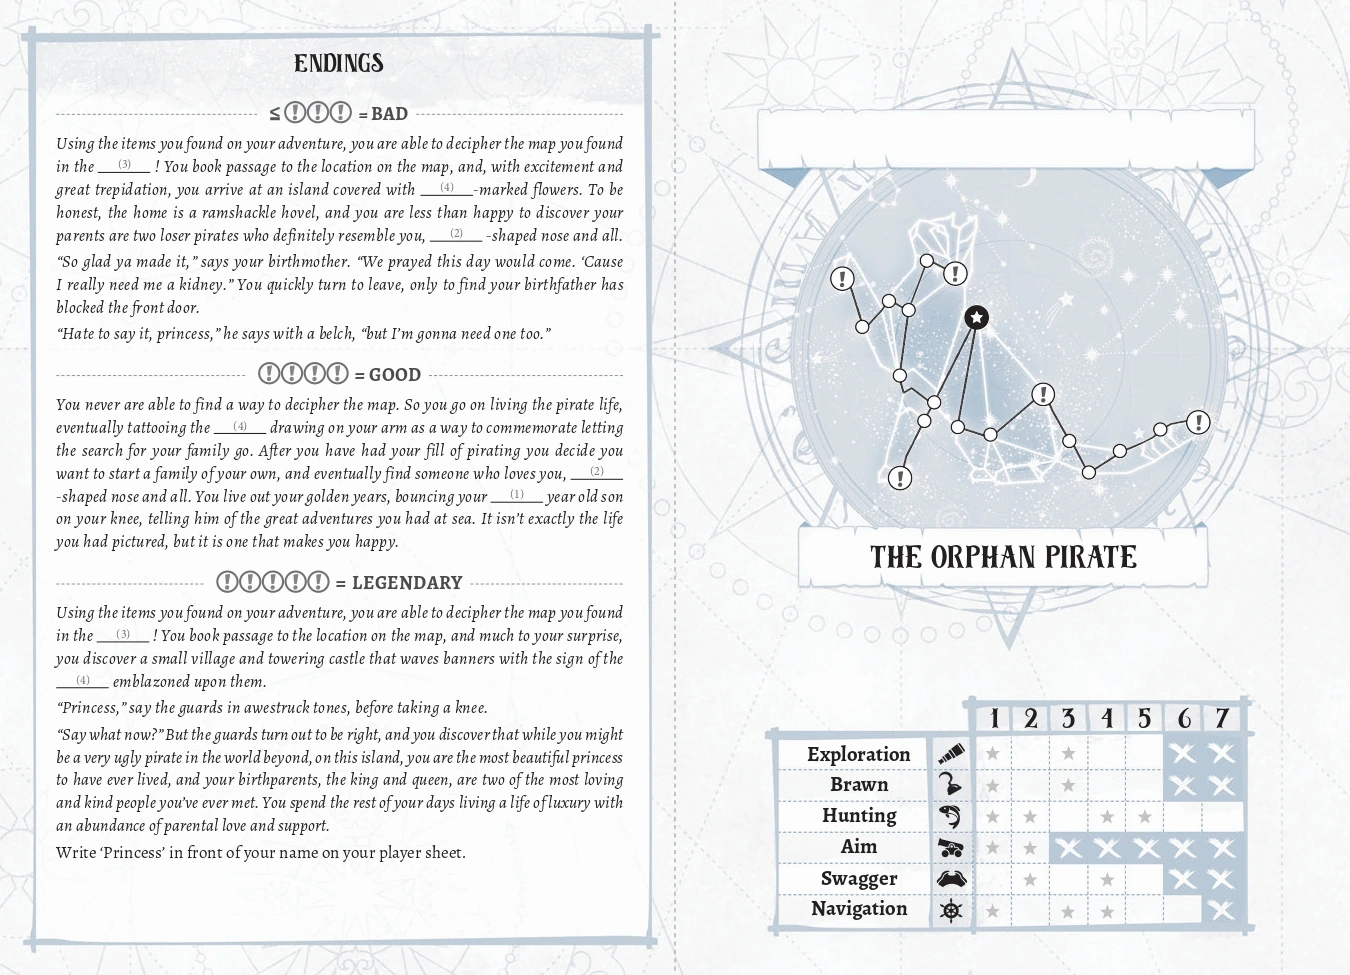 ENDINGS
≤ ! ! ! = BAD
Using the items you found on your adventure, you are able to decipher the map you found
in the (3) ! You book passage to the location on the map, and, with excitement and
great trepidation, you arrive at an island covered with (4)-marked flowers. To be
honest, the home is a ramshackle hovel, and you are less than happy to discover your
parents are two loser pirates who definitely resemble you, (2) -shaped nose and all.
“So glad ya made it,” says your birthmother. “We prayed this day would come. ‘Cause
I really need me a kidney.” You quickly turn to leave, only to find your birthfather has
blocked the front door.
“Hate to say it, princess,” he says with a belch, “but I’m gonna need one too.”
! ! ! ! = GOOD
You never are able to find a way to decipher the map. So you go on living the pirate life,
eventually tattooing the (4) drawing on your arm as a way to commemorate letting
the search for your family go. After you have had your fill of pirating you decide you
want to start a family of your own, and eventually find someone who loves you, (2)
-shaped nose and all. You live out your golden years, bouncing your (1) year old son
on your knee, telling him of the great adventures you had at sea. It isn’t exactly the life
you had pictured, but it is one that makes you happy.
! ! ! ! ! = LEGENDARY
Using the items you found on your adventure, you are able to decipher the map you found
in the (3) ! You book passage to the location on the map, and much to your surprise,
you discover a small village and towering castle that waves banners with the sign of the
(4) emblazoned upon them.
“Princess,” say the guards in awestruck tones, before taking a knee.
“Say what now?” But the guards turn out to be right, and you discover that while you might
be a very ugly pirate in the world beyond, on this island, you are the most beautiful princess
to have ever lived, and your birthparents, the king and queen, are two of the most loving
and kind people you’ve ever met. You spend the rest of your days living a life of luxury with
an abundance of parental love and support.
Write ‘Princess’ in front of your name on your player sheet.
! !
!
! !
THE ORPHAN PIRATE
1 2 3 4 5 6 7
Exploration
Brawn
Hunting
Aim
Swagger
Navigation